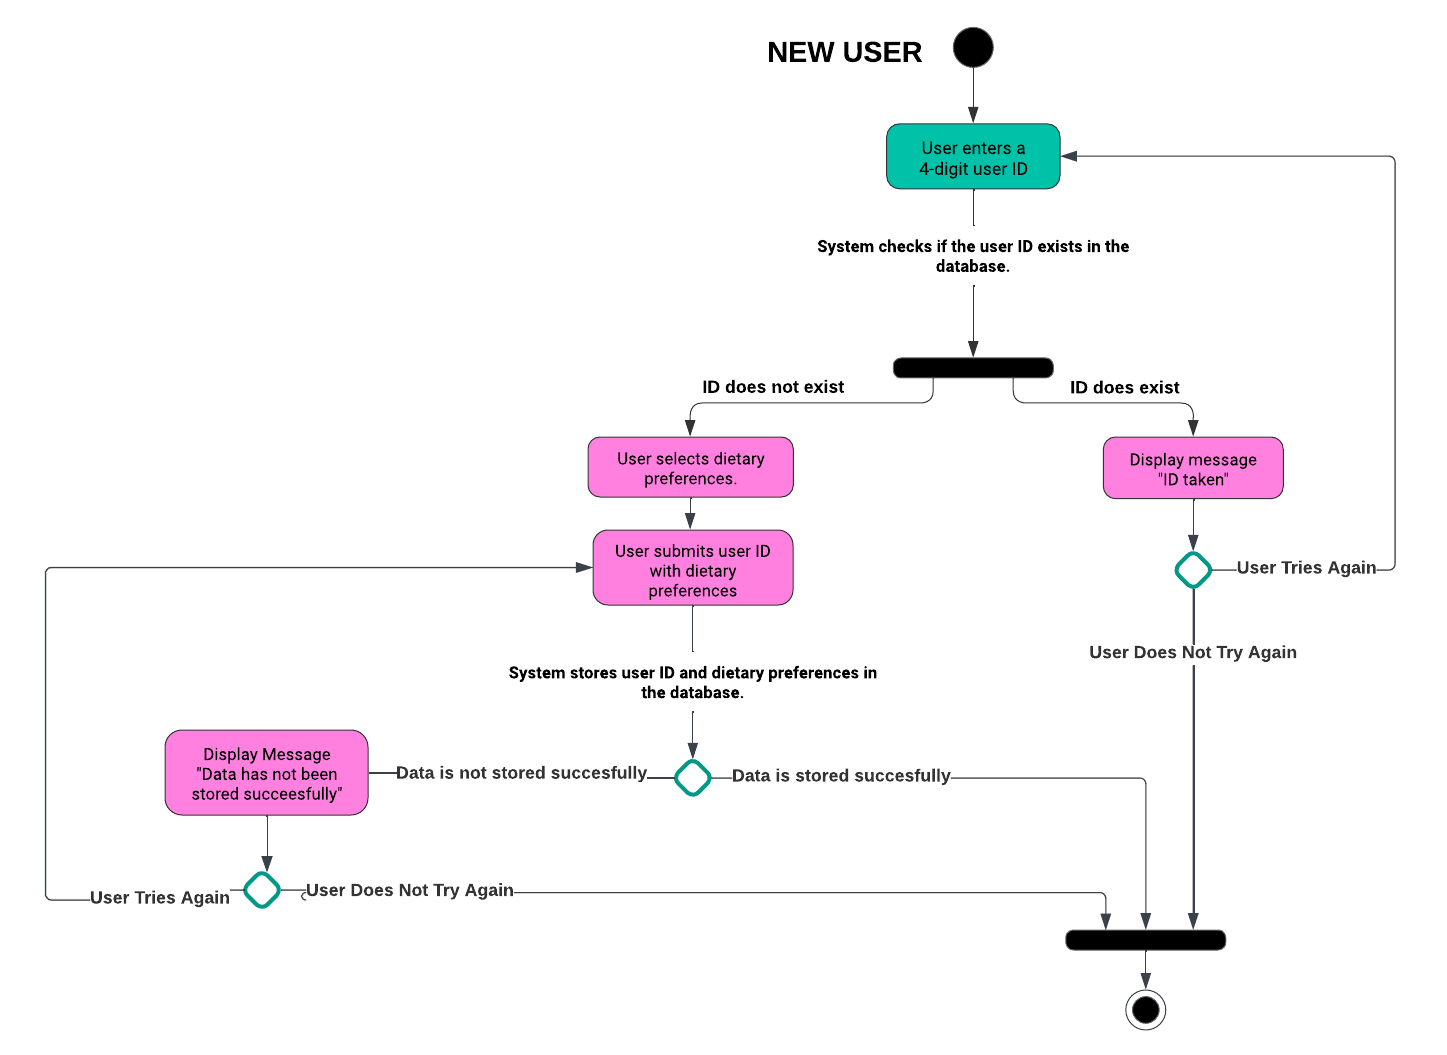 NEW USER
User enters a
4-digit user ID
System checks if the user ID exists in the
database.
ID does not exist
ID does exist
User selects dietary
preferences.
Display message
"ID taken"
User submits user ID
with dietary
preferences
User Tries Again
User Does Not Try Again
System stores user ID and dietary preferences in
the database.
Display Message
"Data has not been
stored succeesfully"
Data is not stored succesfully
Data is stored succesfully
User Tries Again
User Does Not Try Again